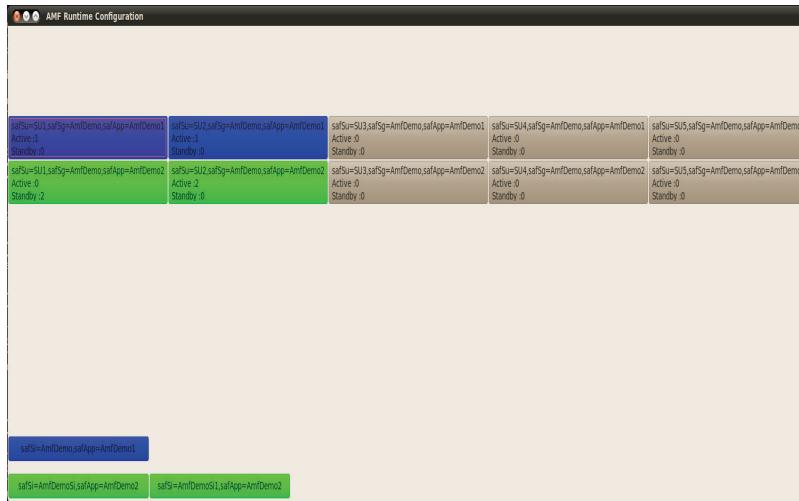 AMF Runtime Configuration
safSu=SU1,safSg=AmfDemo,safApp=AmfDemo1
Active :1
Standby :0
safSu=SU2,safSg=AmfDemo,safApp=AmfDemo1
Active :1
Standby :0
safSu=SU3,safSg=AmfDemo,safApp=AmfDemo1
Active :0
Standby :0
safSu=SU4,safSg=AmfDemo,safApp=AmfDemo1
Active :0
Standby :0
safSu=SU5,safSg=AmfDemo,safApp=AmfDemo
Active :0
Standby :0
safSu=SU1,safSg=AmfDemo,safApp=AmfDemo2
Active :0
Standby :2
safSu=SU2,safSg=AmfDemo,safApp=AmfDemo2
Active :2
Standby :0
safSu=SU3,safSg=AmfDemo,safApp=AmfDemo2
Active :0
Standby :0
safSu=SU4,safSg=AmfDemo,safApp=AmfDemo2
Active :0
Standby :0
safSu=SU5,safSg=AmfDemo,safApp=AmfDemo
Active :0
Standby :0
safSi=AmfDemo,safApp=AmfDemo1
safSi=AmfDemoSi,safApp=AmfDemo2
safSi=AmfDemoSi1,safApp=AmfDemo2